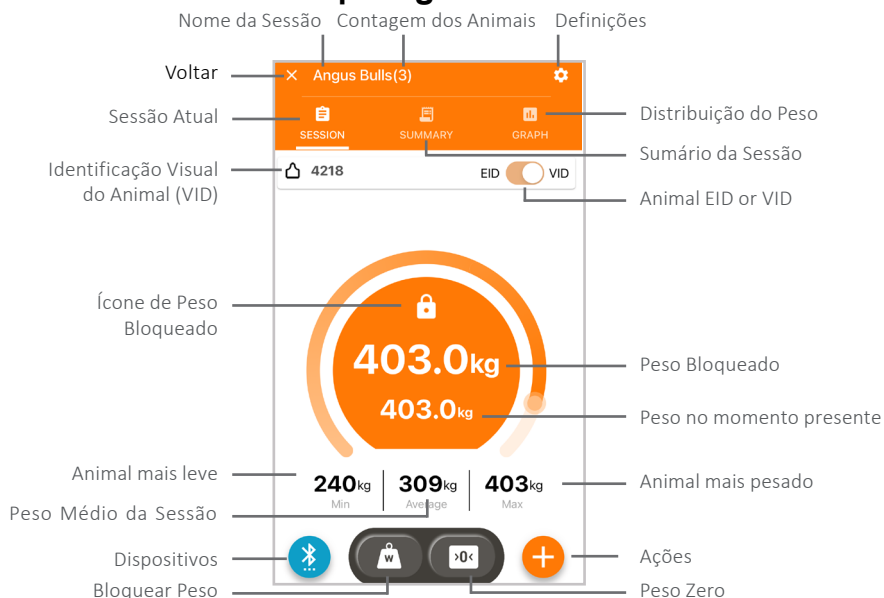 Nome da Sessão
Contagem dos Animais
Definições
Voltar
Angus Bulls(3)
Sessão Atual
SESSION
SUMMARY
GRAPH
Distribuição do Peso
Sumário da Sessão
Identificação Visual
do Animal (VID)
4218
EID
VID
Animal EID or VID
Ícone de Peso
Bloqueado
403.0kg
Peso Bloqueado
403.0kg
Peso no momento presente
Animal mais leve
240kg
Min
309kg
Average
403kg
Max
Animal mais pesado
Peso Médio da Sessão
Dispositivos
W
>0<
Ações
Bloquear Peso
Peso Zero